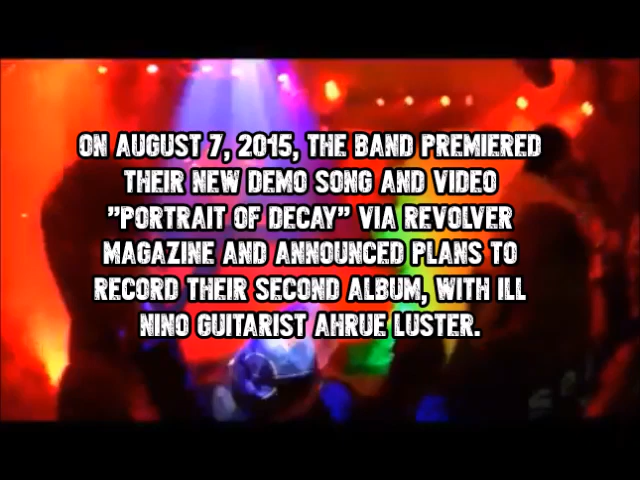 ON AUGUST 7, 2015, THE BAND PREMIERED
THEIR NEW DEMO SONG AND VIDEO
"PORTRAIT OF DECAY" VIA REVOLVER
MAGAZINE AND ANNOUNCED PLANS TO
RECORD THEIR SECOND ALBUM, WITH ILL
NINO GUITARIST AHRUE LUSTER.